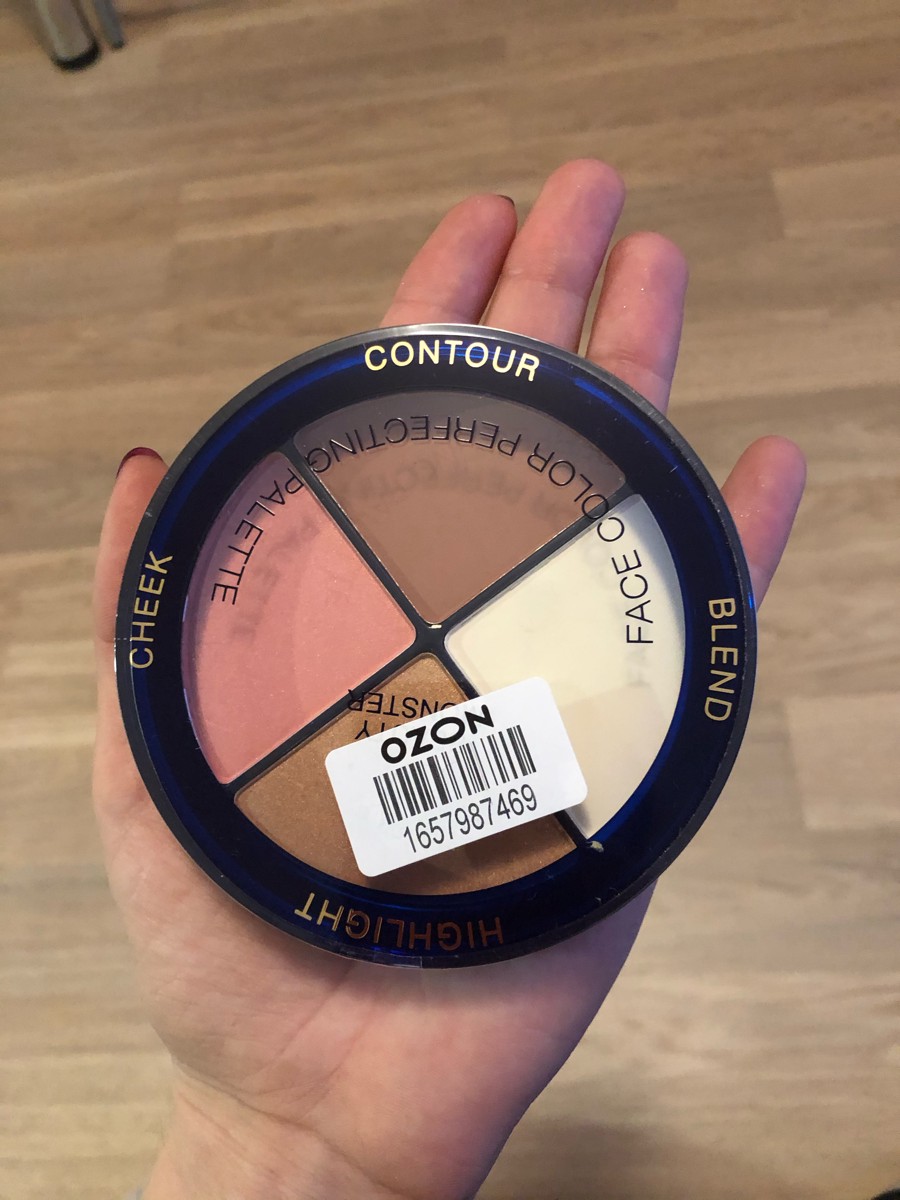 CONTOUR
FACE COLOR PERFECTING PALETTE
CHEEK
BLEND
OZON
1657987469
HIGHLIGHT